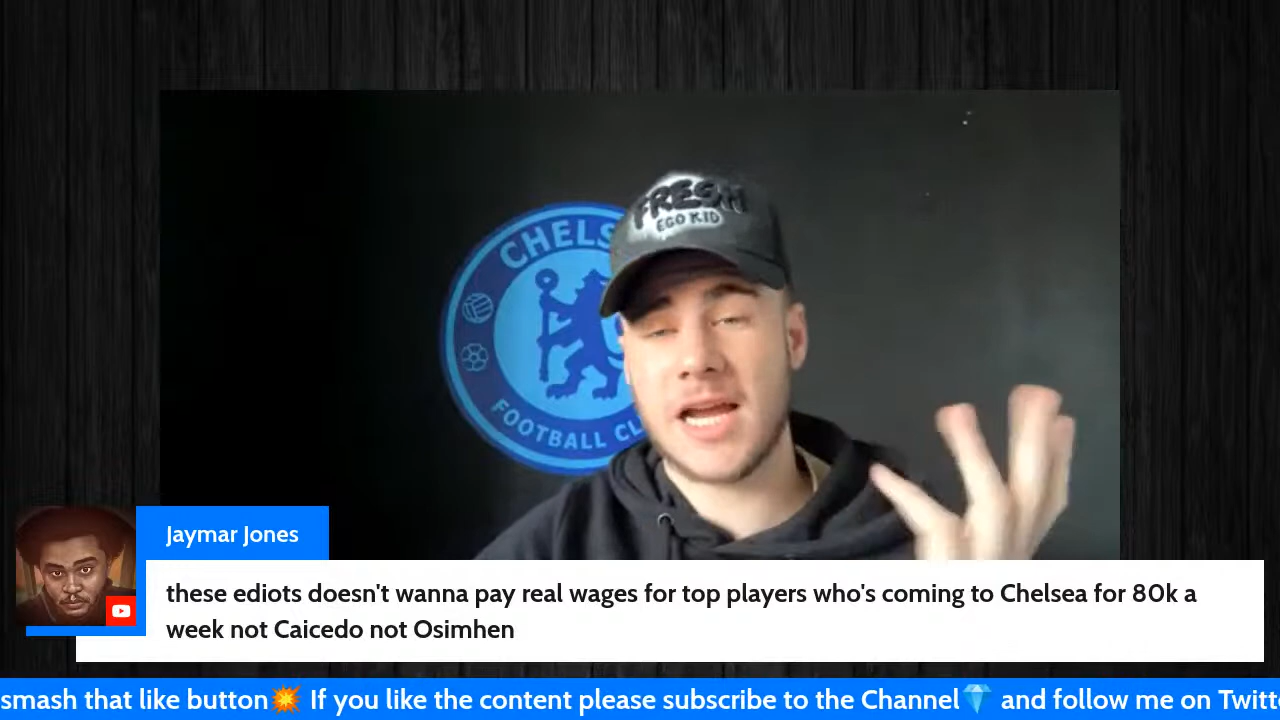 FRESH
EGO KID
CHELS
FOOTBALL CL
Jaymar Jones
these ediots doesn't wanna pay real wages for top players who's coming to Chelsea for 80k a
week not Caicedo not Osimhen
smash that like button💥 If you like the content please subscribe to the Channel💎 and follow me on Twitt